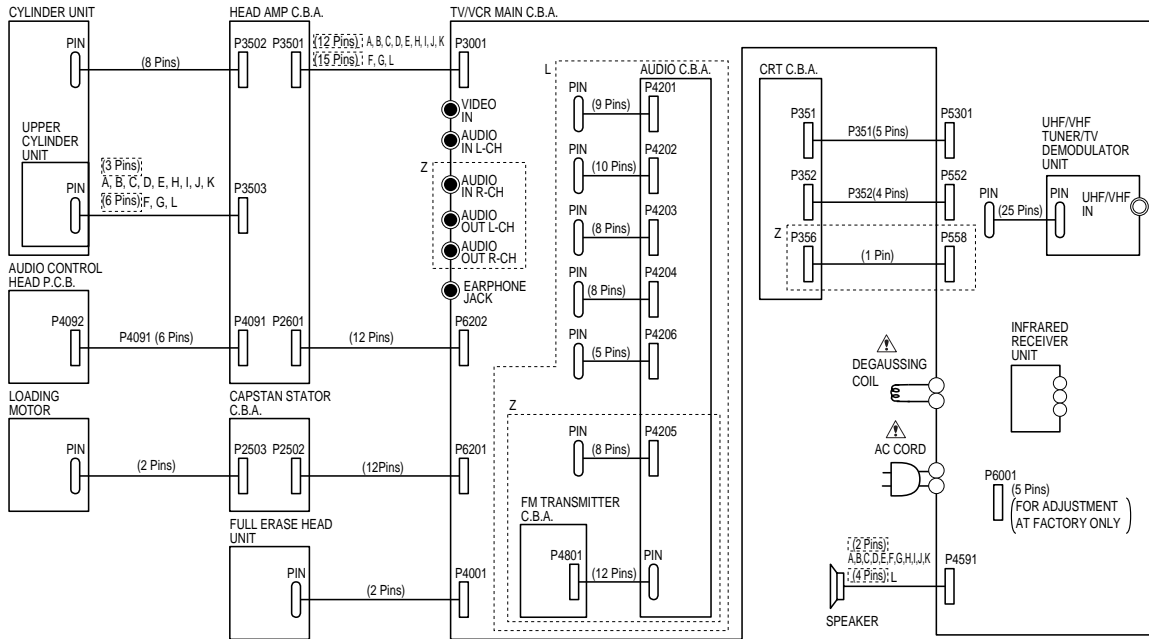 CYLINDER UNIT
PIN
(8 Pins)
UPPER
CYLINDER
UNIT
PIN
(3 Pins)
A, B, C, D, E, H, I, J, K
(6 Pins) F, G, L
AUDIO CONTROL
HEAD P.C.B.
P4092
P4091 (6 Pins)
LOADING
MOTOR
PIN
(2 Pins)
HEAD AMP C.B.A.
P3502 P3501
P3503
P4091 P2601
(12 Pins) A, B, C, D, E, H, I, J, K
(15 Pins) F, G, L
(12 Pins)
CAPSTAN STATOR
C.B.A.
P2503 P2502
(12Pins)
FULL ERASE HEAD
UNIT
PIN
(2 Pins)
TV/VCR MAIN C.B.A.
P3001
VIDEO
IN
AUDIO
IN L-CH
Z
AUDIO
IN R-CH
AUDIO
OUT L-CH
AUDIO
OUT R-CH
EARPHONE
JACK
P6202
P6201
P4001
L
AUDIO C.B.A.
PIN
(9 Pins)
P4201
PIN
(10 Pins)
P4202
PIN
(8 Pins)
P4203
PIN
(8 Pins)
P4204
PIN
(5 Pins)
P4206
Z
PIN
(8 Pins)
P4205
FM TRANSMITTER
C.B.A.
P4801
(12 Pins)
PIN
CRT C.B.A.
P351
P351(5 Pins)
P5301
P352
P352(4 Pins)
P552
Z
P356
(1 Pin)
P558
UHF/VHF
TUNER/TV
DEMODULATOR
UNIT
PIN
(25 Pins)
PIN
UHF/VHF
IN
DEGAUSSING
COIL
AC CORD
INFRARED
RECEIVER
UNIT
P6001
(5 Pins)
(FOR ADJUSTMENT
AT FACTORY ONLY)
(2 Pins)
A,B,C,D,E,F,G,H,I,J,K
(4 Pins) L
P4591
SPEAKER